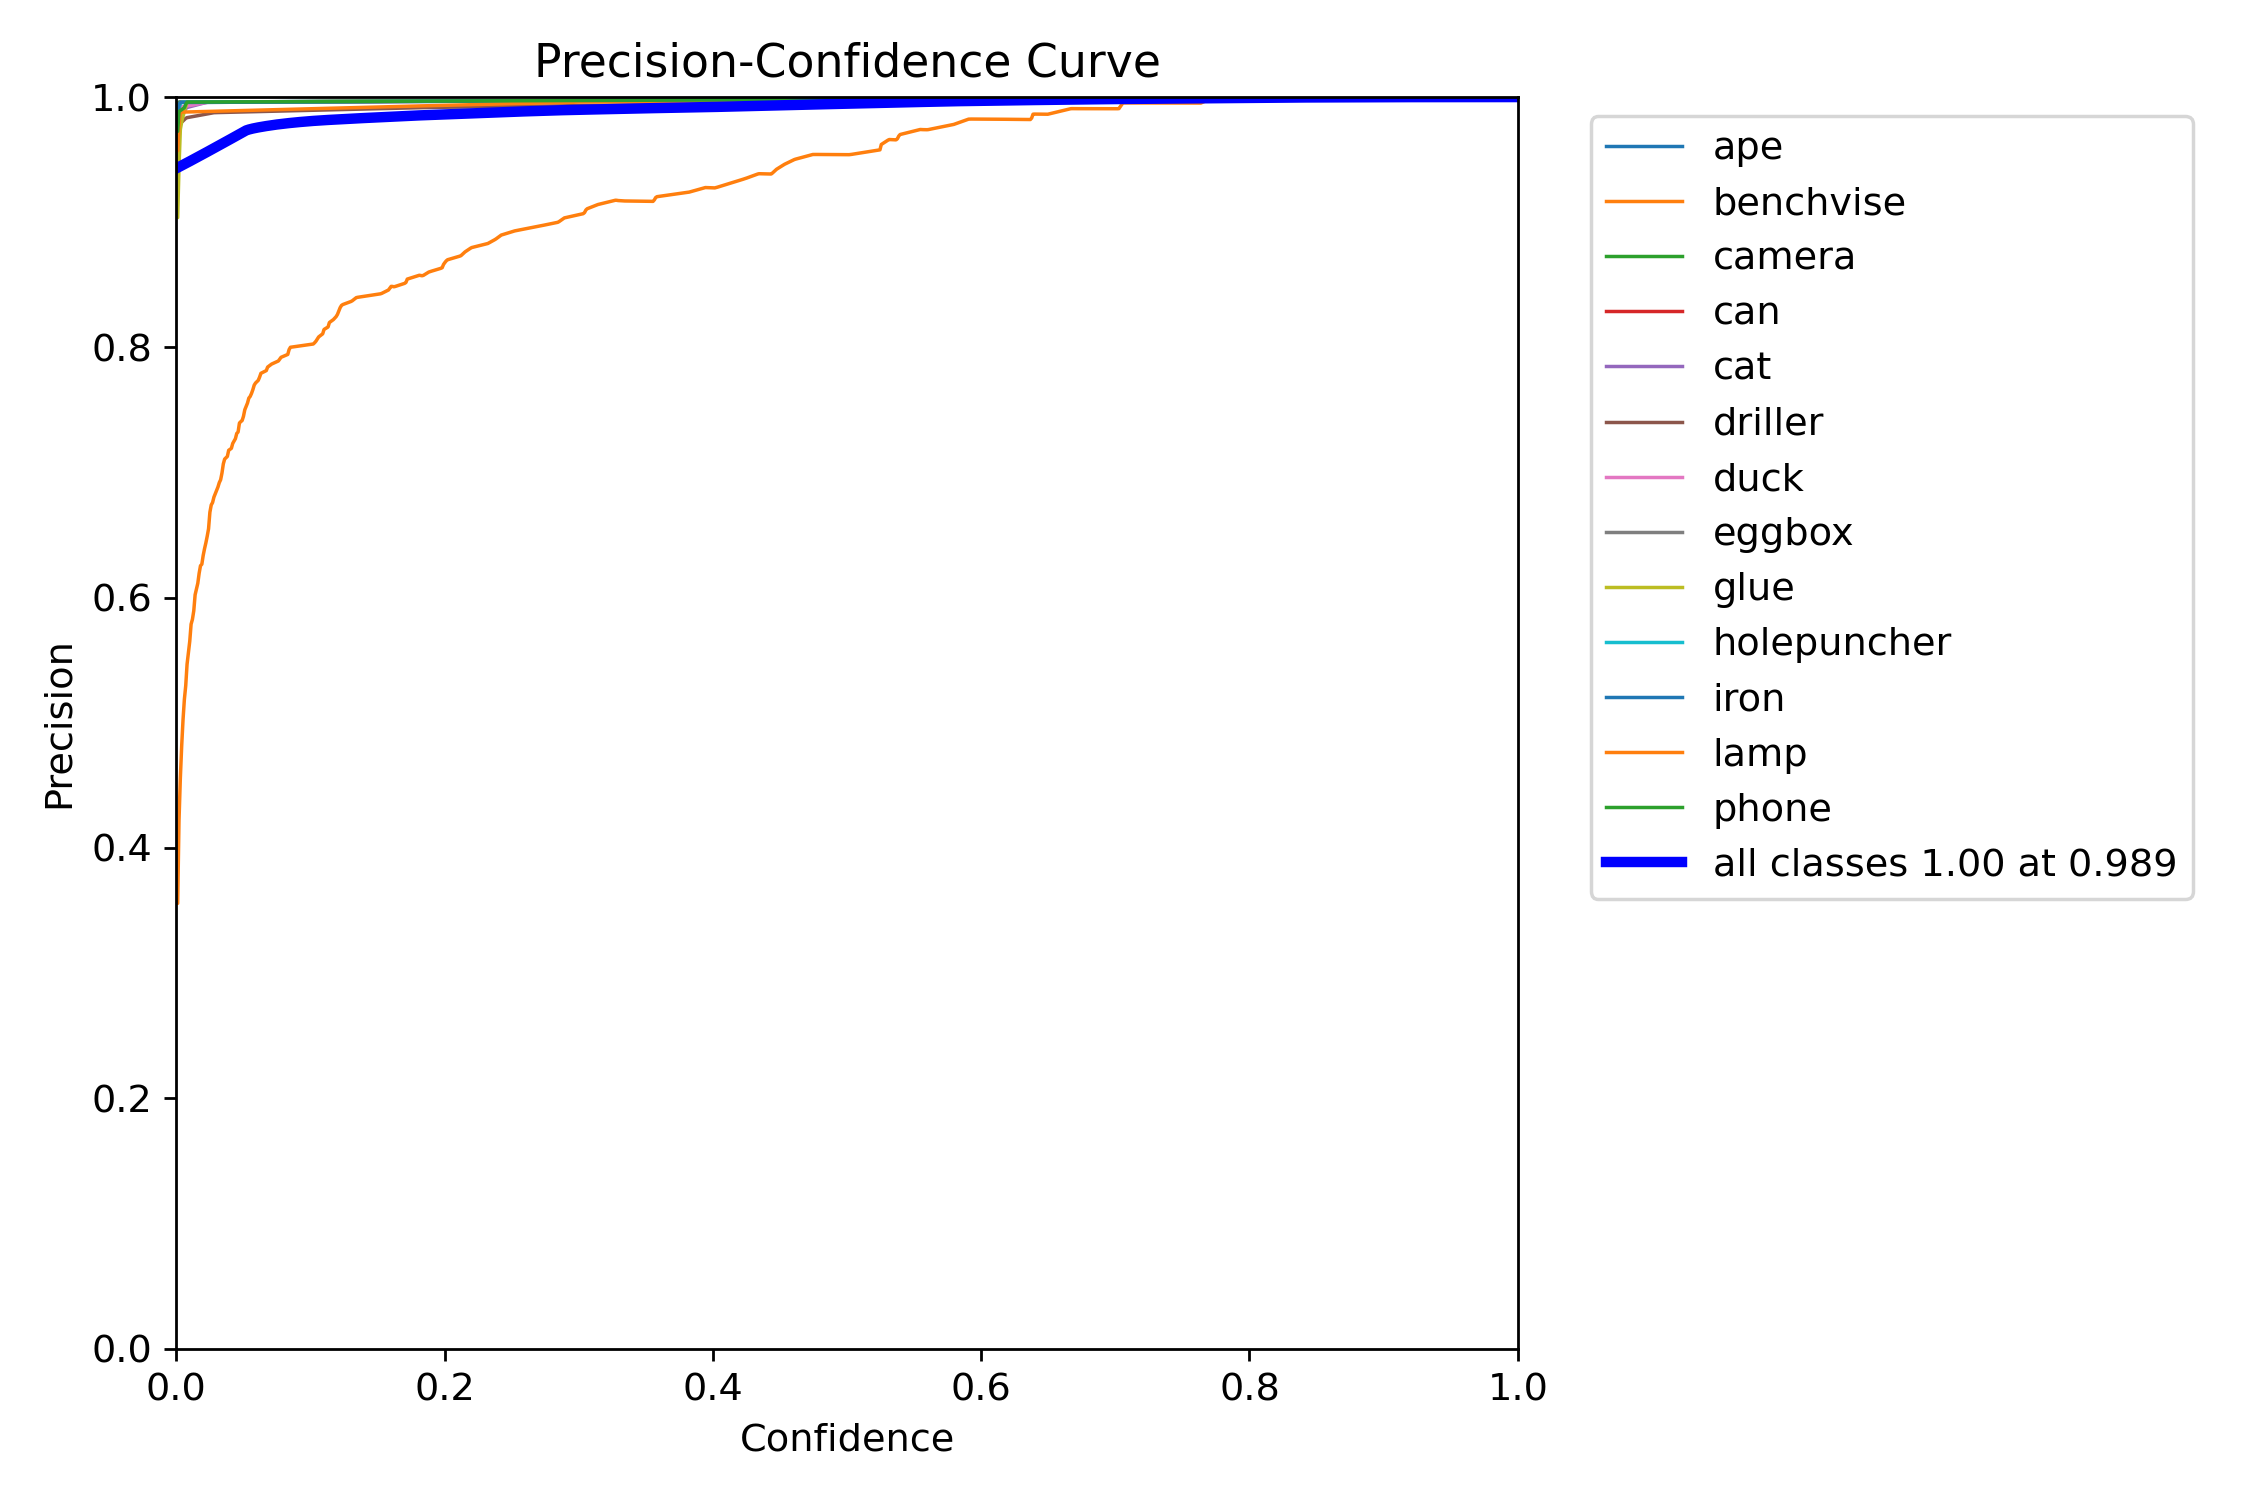 Precision-Confidence Curve
1.0
0.8
0.6
0.4
0.2
0.0
Precision
0.0 0.2 0.4 0.6 0.8 1.0
Confidence
ape
benchvise
camera
can
cat
driller
duck
eggbox
glue
holepuncher
iron
lamp
phone
all classes 1.00 at 0.989